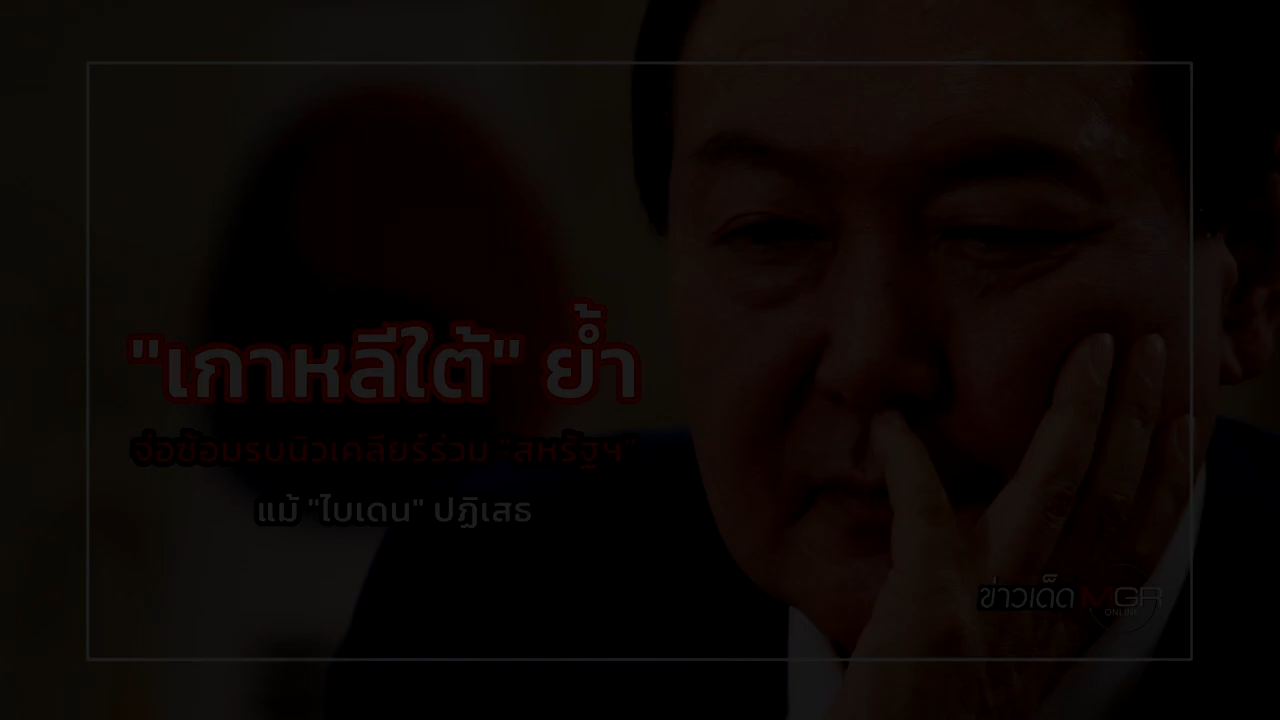 "เกาหลีใต้" ย้ำ
จ่อซ้อมรบนิวเคลียร์ร่วม "สหรัฐฯ"
แม้ "ไบเดน" ปฏิเสธ
ข่าวเด็ด MGR
ONLINE